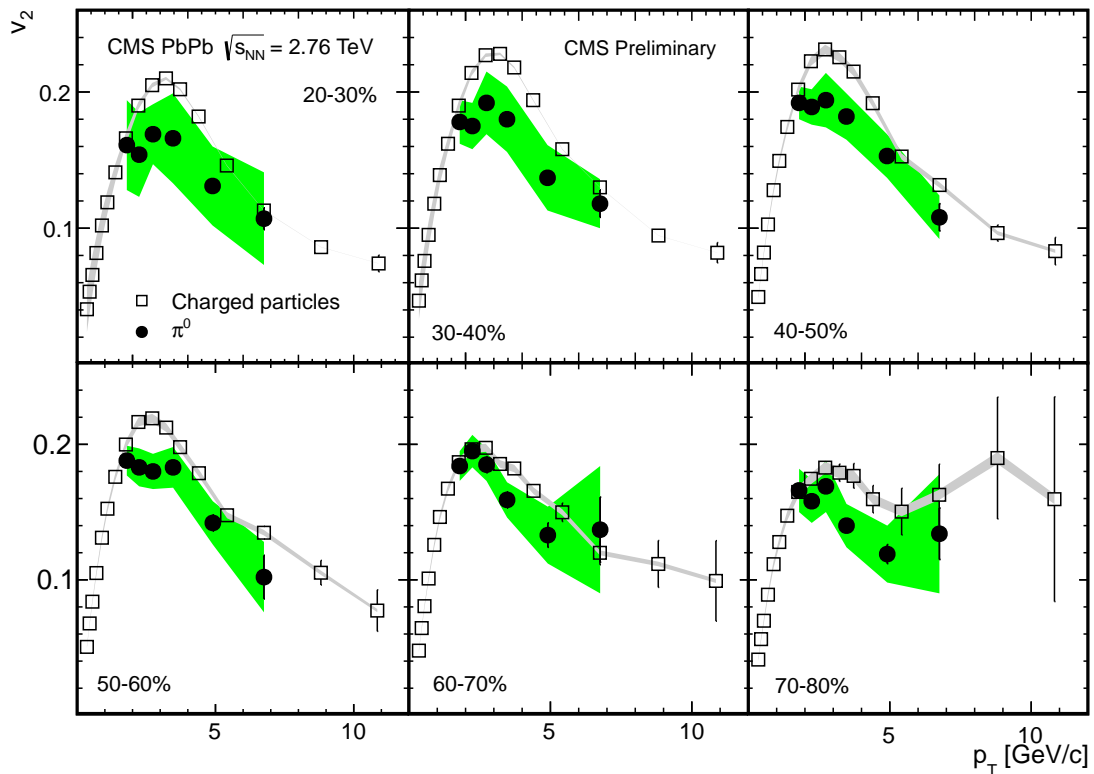 v₂
CMS PbPb √s_NN = 2.76 TeV
20-30%
CMS Preliminary
0.2
0.1
Charged particles
π⁰
30-40%
40-50%
0.2
0.1
50-60%
60-70%
70-80%
5 10 5 10 5 10
p_T [GeV/c]